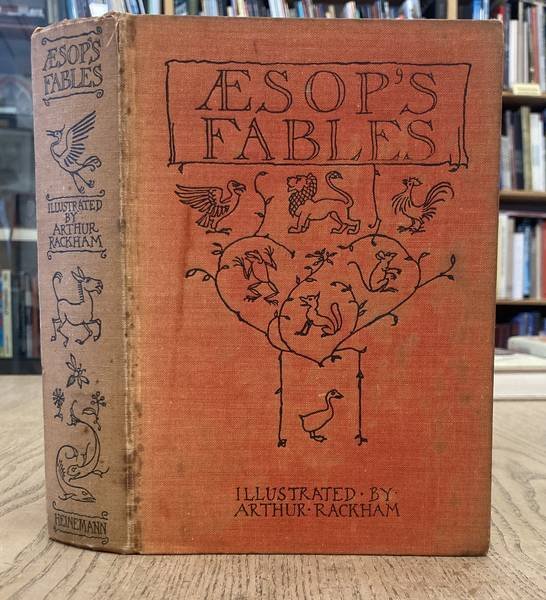 ÆSOP'S
FABLES
ILLUSTRATED
BY
ARTHUR
RACKHAM
HEINEMANN
ÆSOP'S
FABLES
ILLUSTRATED · BY ·
ARTHUR · RACKHAM